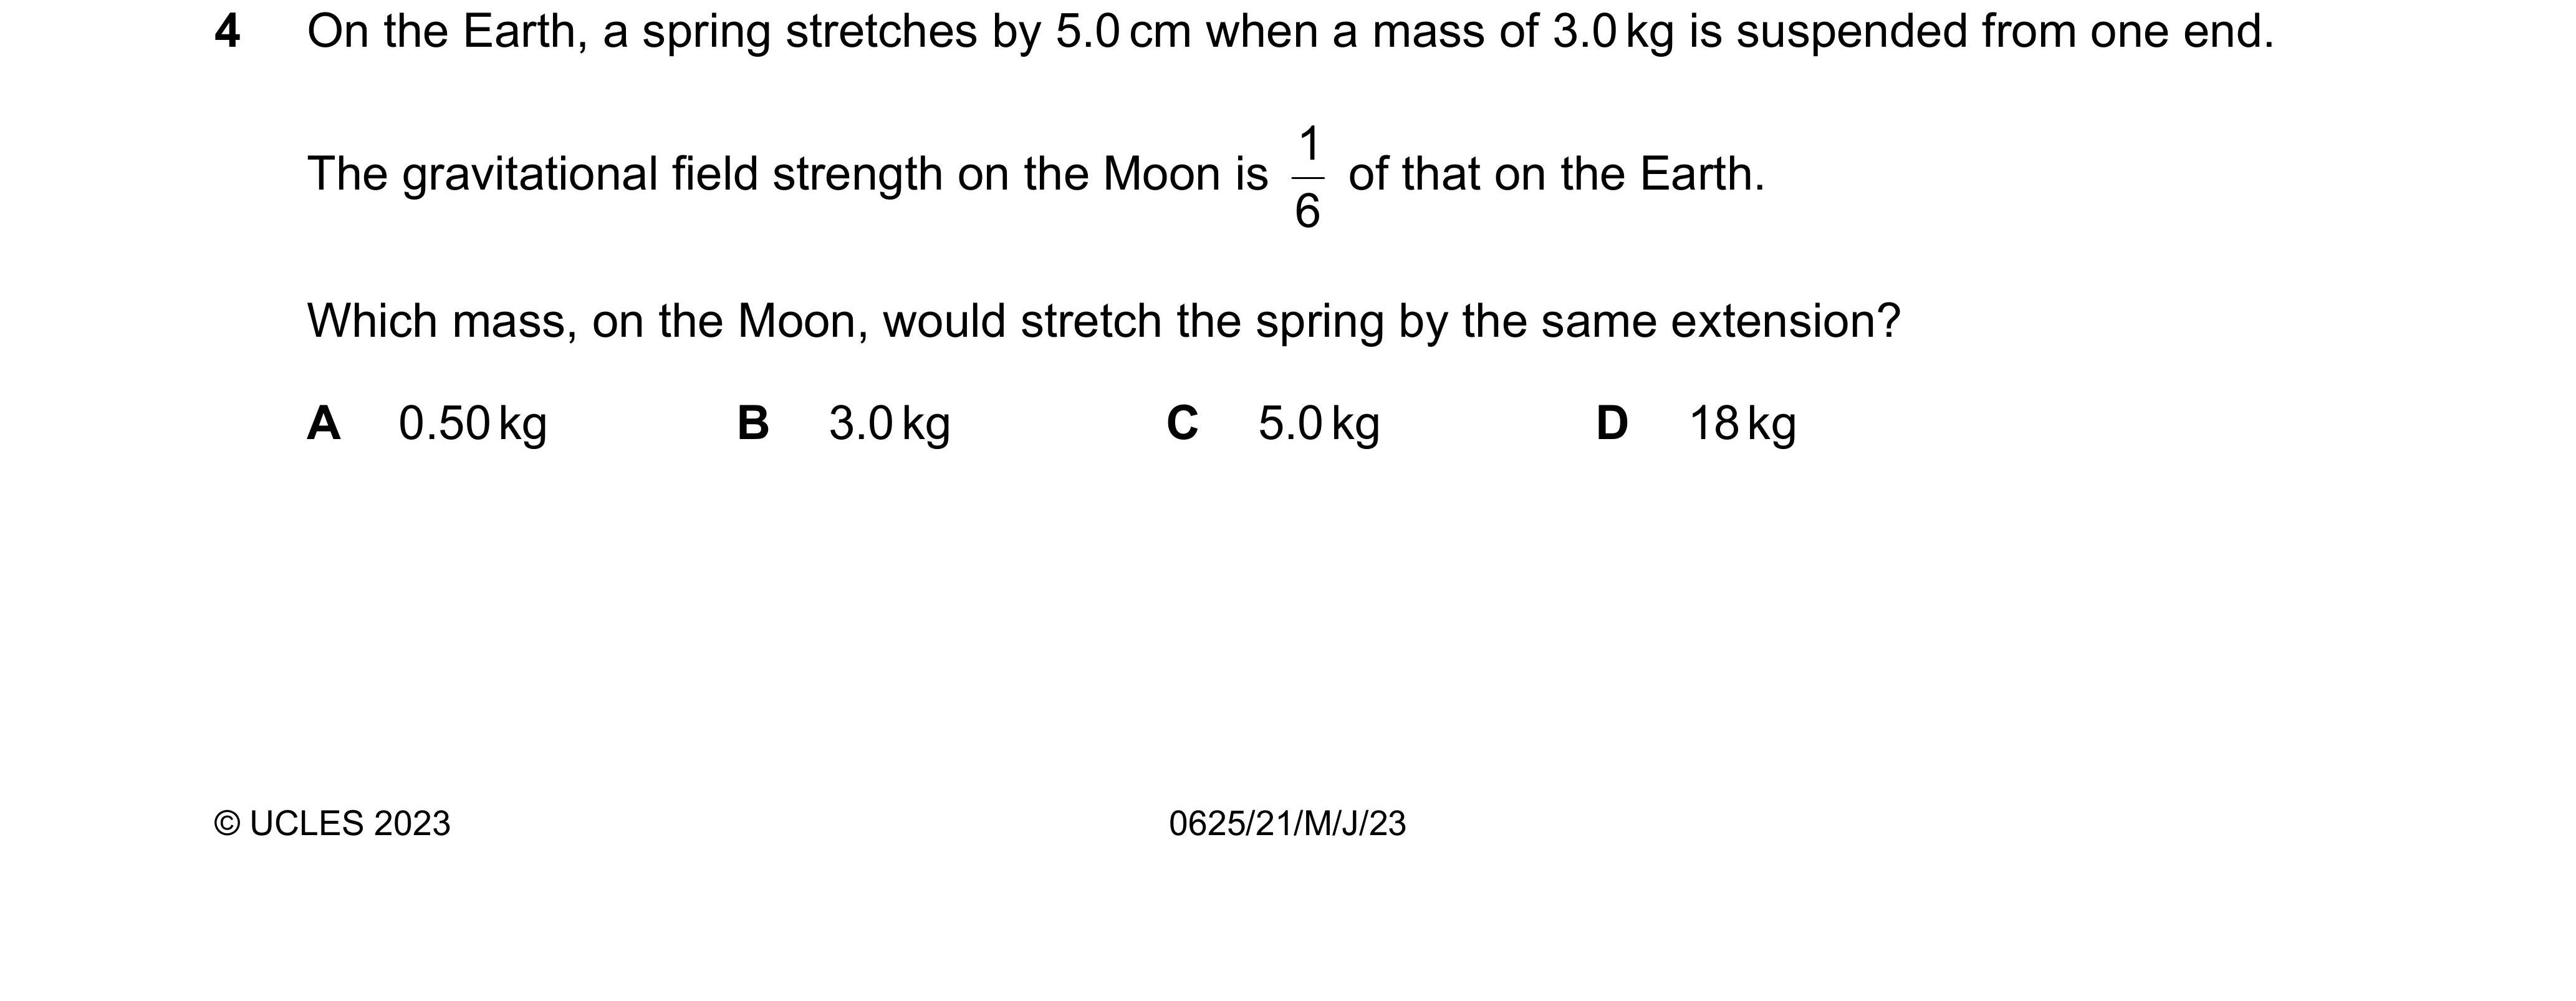 4 On the Earth, a spring stretches by 5.0 cm when a mass of 3.0 kg is suspended from one end.
The gravitational field strength on the Moon is 1/6 of that on the Earth.
Which mass, on the Moon, would stretch the spring by the same extension?
A 0.50 kg B 3.0 kg C 5.0 kg D 18 kg
© UCLES 2023 0625/21/M/J/23